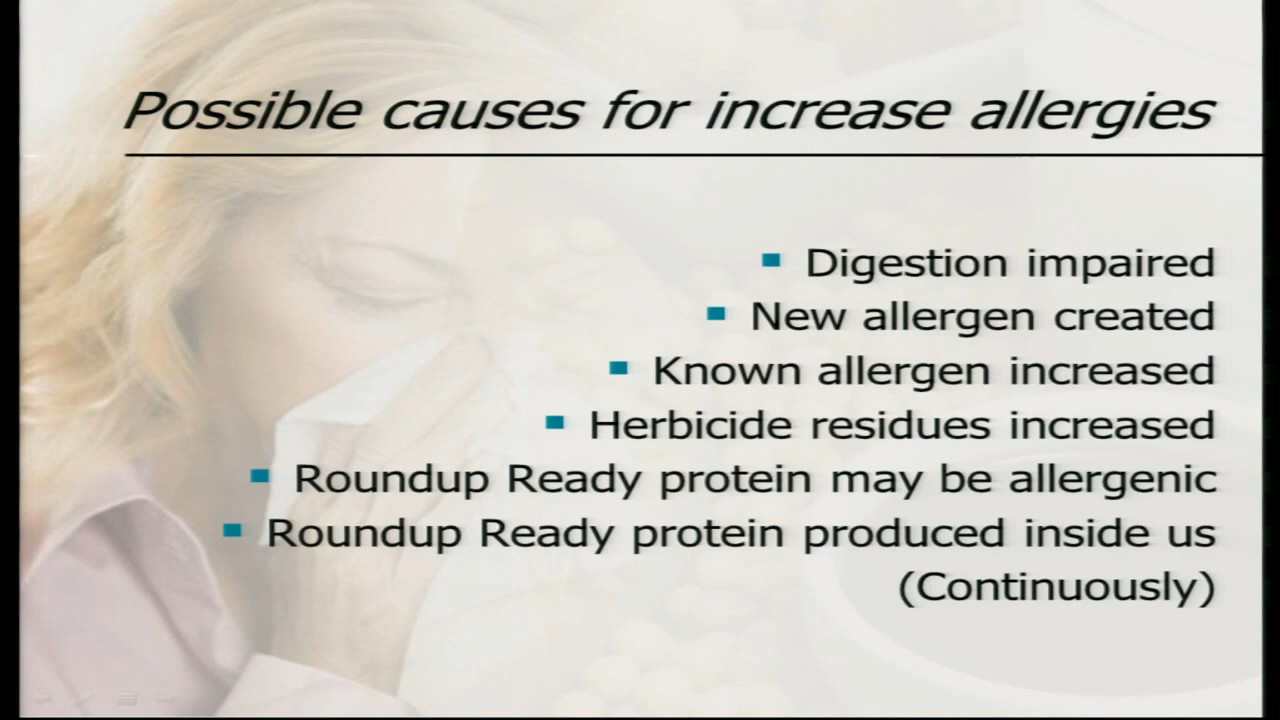 Possible causes for increase allergies
▪ Digestion impaired
▪ New allergen created
▪ Known allergen increased
▪ Herbicide residues increased
▪ Roundup Ready protein may be allergenic
▪ Roundup Ready protein produced inside us
(Continuously)